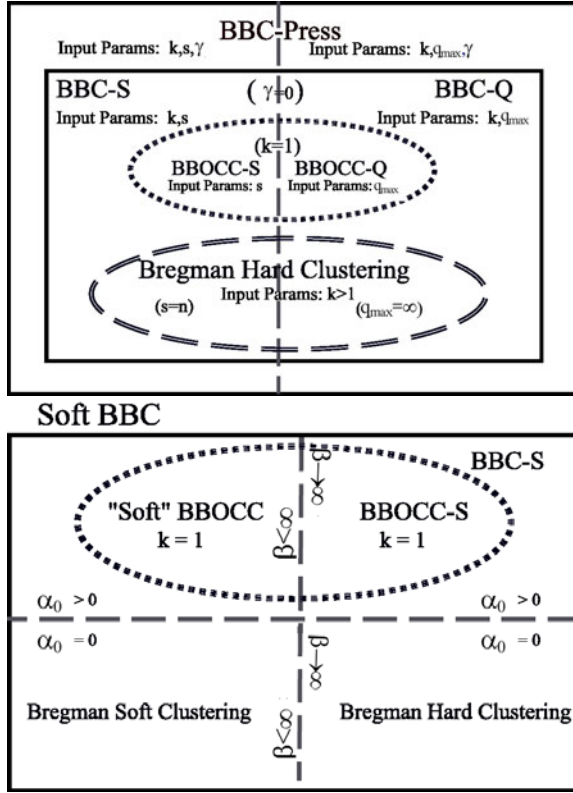 BBC-Press
Input Params: k,s,γ Input Params: k,qmax,γ
BBC-S ( γ=0) BBC-Q
Input Params: k,s Input Params: k,qmax
(k=1)
BBOCC-S BBOCC-Q
Input Params: s Input Params: qmax
Bregman Hard Clustering
Input Params: k>1
(s=n) (qmax=∞)
Soft BBC
BBC-S
β→∞
"Soft" BBOCC BBOCC-S
k = 1 k = 1
β<∞
α0 > 0 α0 > 0
α0 = 0 α0 = 0
β→∞
Bregman Soft Clustering Bregman Hard Clustering
β<∞